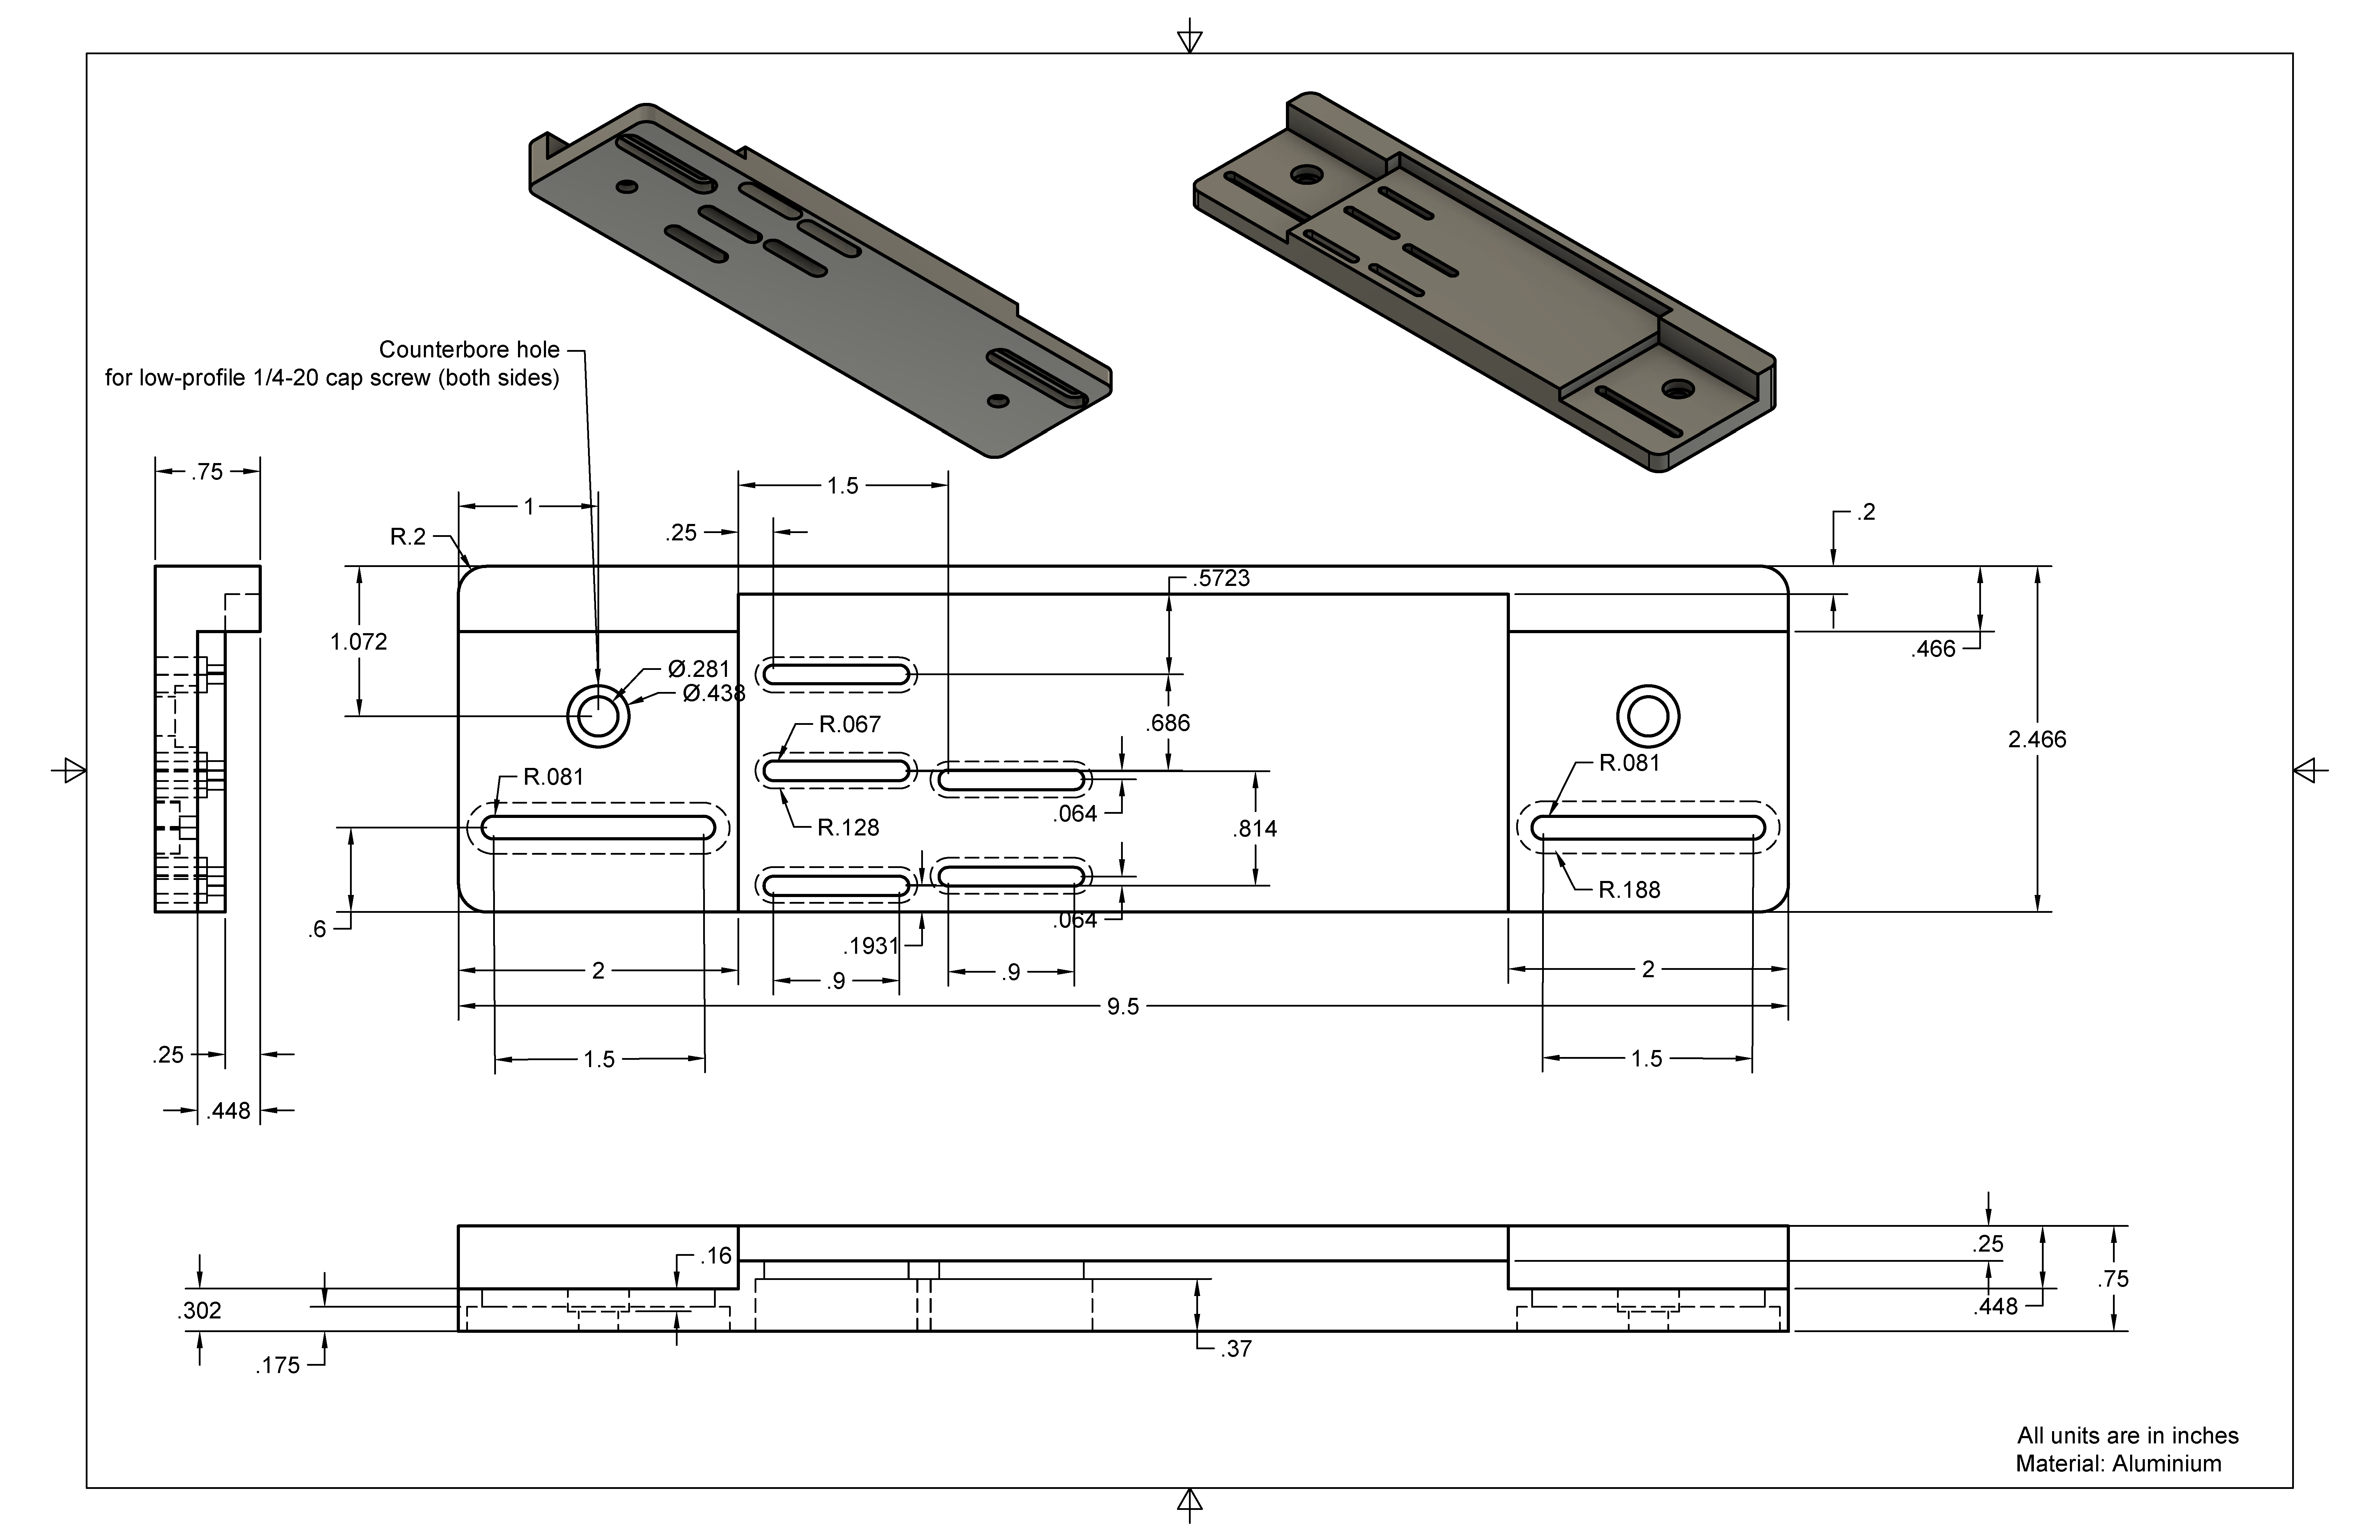 Counterbore hole
for low-profile 1/4-20 cap screw (both sides)
.75
1
1.5
.25
R.2
.2
.5723
1.072
.466
Ø.281
Ø.438
R.067
.686
2.466
R.081
R.081
.064
R.128
.814
R.188
.6
.064
.1931
2
.9
.9
2
9.5
.25
1.5
1.5
.448
.16
.25
.75
.302
.448
.175
.37
All units are in inches
Material: Aluminium